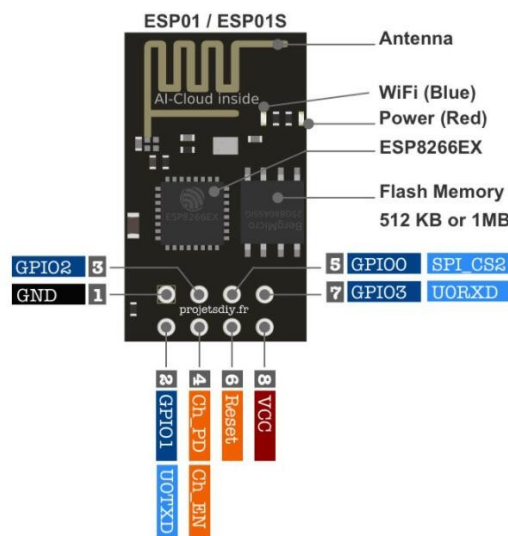 ESP01 / ESP01S
Antenna
AI-Cloud inside
WiFi (Blue)
Power (Red)
ESP8266EX
ESP8266EX
Flash Memory
512 KB or 1MB
BergMicro
GPIO2 3
5 GPIO0 SPI_CS2
GND 1
7 GPIO3 U0RXD
projetsdiy.fr
2 GPIO1 U0TXD
4 Ch_PD Ch_EN
6 Reset
8 VCC